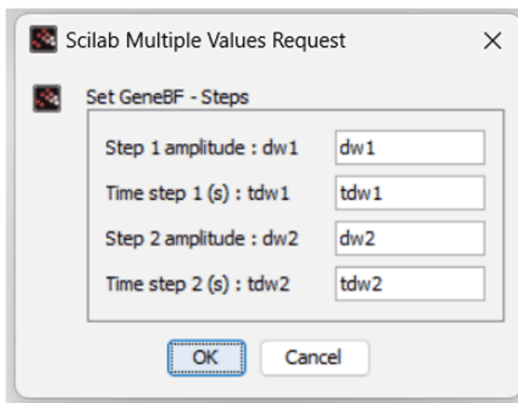 Scilab Multiple Values Request
Set GeneBF - Steps
Step 1 amplitude : dw1 dw1
Time step 1 (s) : tdw1 tdw1
Step 2 amplitude : dw2 dw2
Time step 2 (s) : tdw2 tdw2
OK Cancel